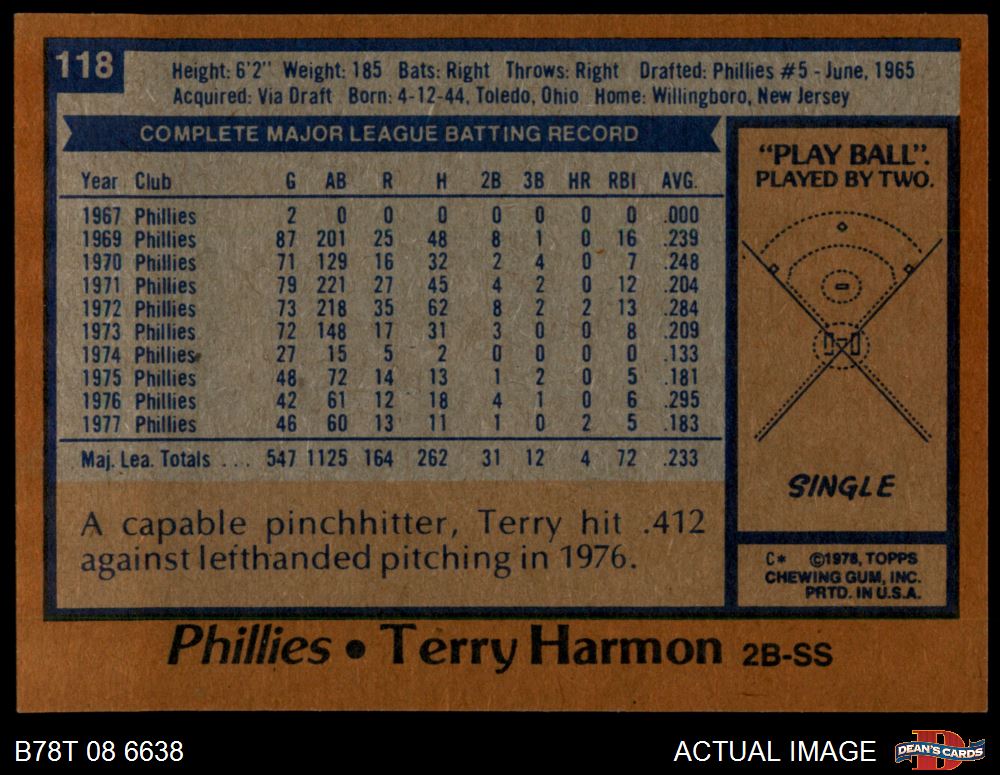 118
Height: 6'2" Weight: 185 Bats: Right Throws: Right Drafted: Phillies #5 - June, 1965
Acquired: Via Draft Born: 4-12-44, Toledo, Ohio Home: Willingboro, New Jersey
COMPLETE MAJOR LEAGUE BATTING RECORD
Year Club G AB R H 2B 3B HR RBI AVG.
1967 Phillies 2 0 0 0 0 0 0 0 .000
1969 Phillies 87 201 25 48 8 1 0 16 .239
1970 Phillies 71 129 16 32 2 4 0 7 .248
1971 Phillies 79 221 27 45 4 2 0 12 .204
1972 Phillies 73 218 35 62 8 2 2 13 .284
1973 Phillies 72 148 17 31 3 0 0 8 .209
1974 Phillies 27 15 5 2 0 0 0 0 .133
1975 Phillies 48 72 14 13 1 2 0 5 .181
1976 Phillies 42 61 12 18 4 1 0 6 .295
1977 Phillies 46 60 13 11 1 0 2 5 .183
Maj. Lea. Totals ... 547 1125 164 262 31 12 4 72 .233
A capable pinchhitter, Terry hit .412
against lefthanded pitching in 1976.
"PLAY BALL".
PLAYED BY TWO.
SINGLE
C* ©1978, TOPPS
CHEWING GUM, INC.
PRTD. IN U.S.A.
Phillies • Terry Harmon 2B-SS
B78T 08 6638
ACTUAL IMAGE
DEAN'S CARDS